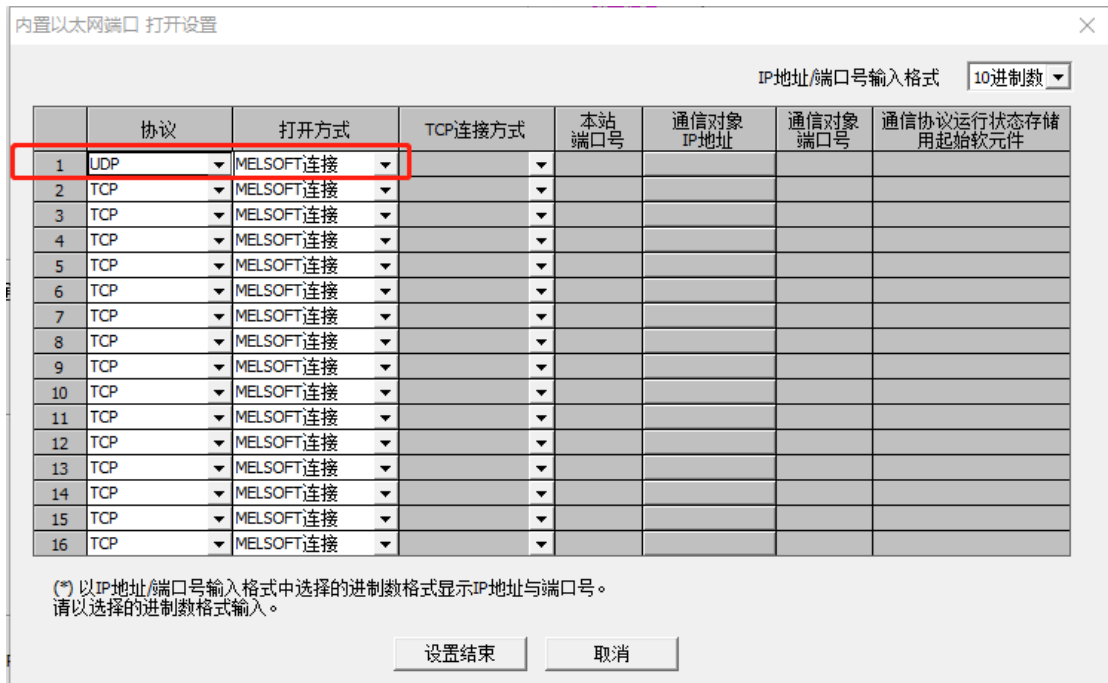 内置以太网端口 打开设置
IP地址/端口号输入格式 10进制数
协议 打开方式 TCP连接方式 本站端口号 通信对象IP地址 通信对象端口号 通信协议运行状态存储用起始软元件
1 UDP MELSOFT连接
2 TCP MELSOFT连接
3 TCP MELSOFT连接
4 TCP MELSOFT连接
5 TCP MELSOFT连接
6 TCP MELSOFT连接
7 TCP MELSOFT连接
8 TCP MELSOFT连接
9 TCP MELSOFT连接
10 TCP MELSOFT连接
11 TCP MELSOFT连接
12 TCP MELSOFT连接
13 TCP MELSOFT连接
14 TCP MELSOFT连接
15 TCP MELSOFT连接
16 TCP MELSOFT连接
(*) 以IP地址/端口号输入格式中选择的进制数格式显示IP地址与端口号。
请以选择的进制数格式输入。
设置结束 取消